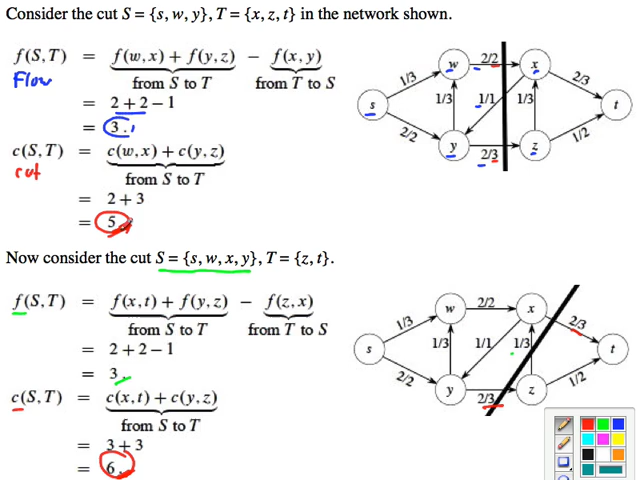 Consider the cut S = {s, w, y}, T = {x, z, t} in the network shown.
f(S,T) = f(w,x) + f(y,z) − f(x,y)
Flow
from S to T from T to S
= 2+2−1
= 3.
c(S,T) = c(w,x) + c(y,z)
cut
from S to T
= 2+3
= 5
2/2
w x
1/3 2/3
1/3 1/1 1/3
s t
2/2 1/2
y z
2/3
Now consider the cut S = {s, w, x, y}, T = {z, t}.
f(S,T) = f(x,t) + f(y,z) − f(z,x)
from S to T from T to S
= 2+2−1
= 3
c(S,T) = c(x,t) + c(y,z)
from S to T
= 3+3
= 6
2/2
w x
1/3 2/3
1/3 1/1 1/3
s t
2/2 1/2
y z
2/3